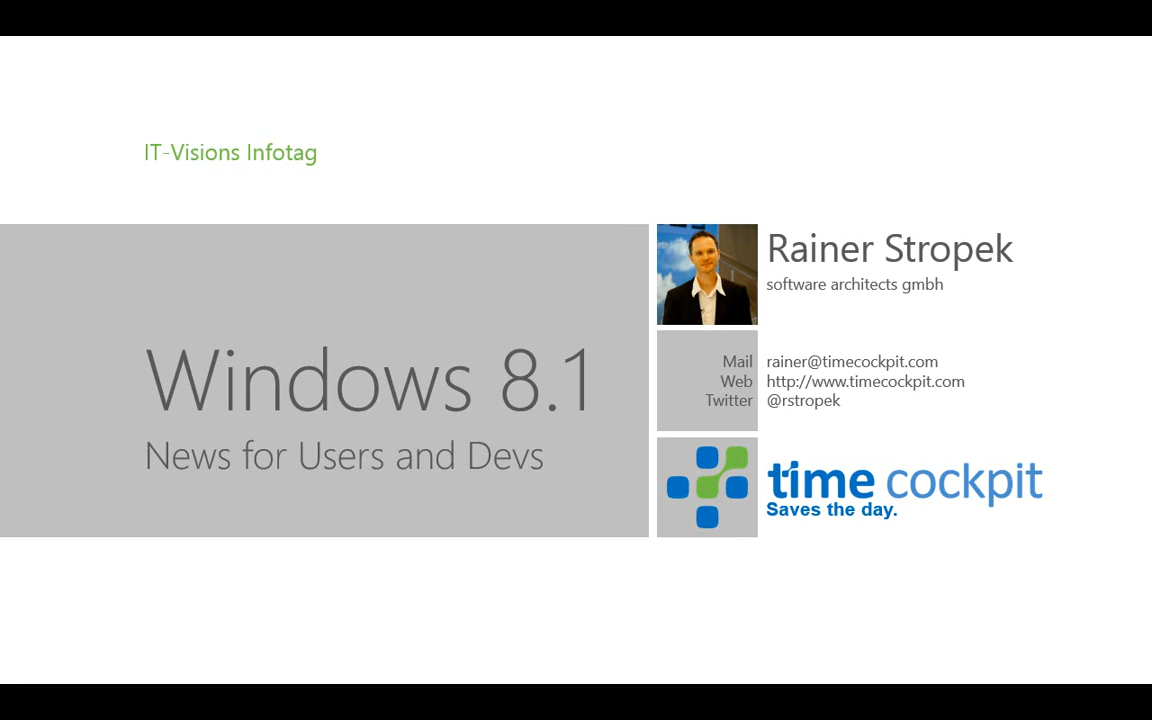 IT-Visions Infotag
Windows 8.1
News for Users and Devs
Rainer Stropek
software architects gmbh
Mail rainer@timecockpit.com
Web http://www.timecockpit.com
Twitter @rstropek
time cockpit
Saves the day.